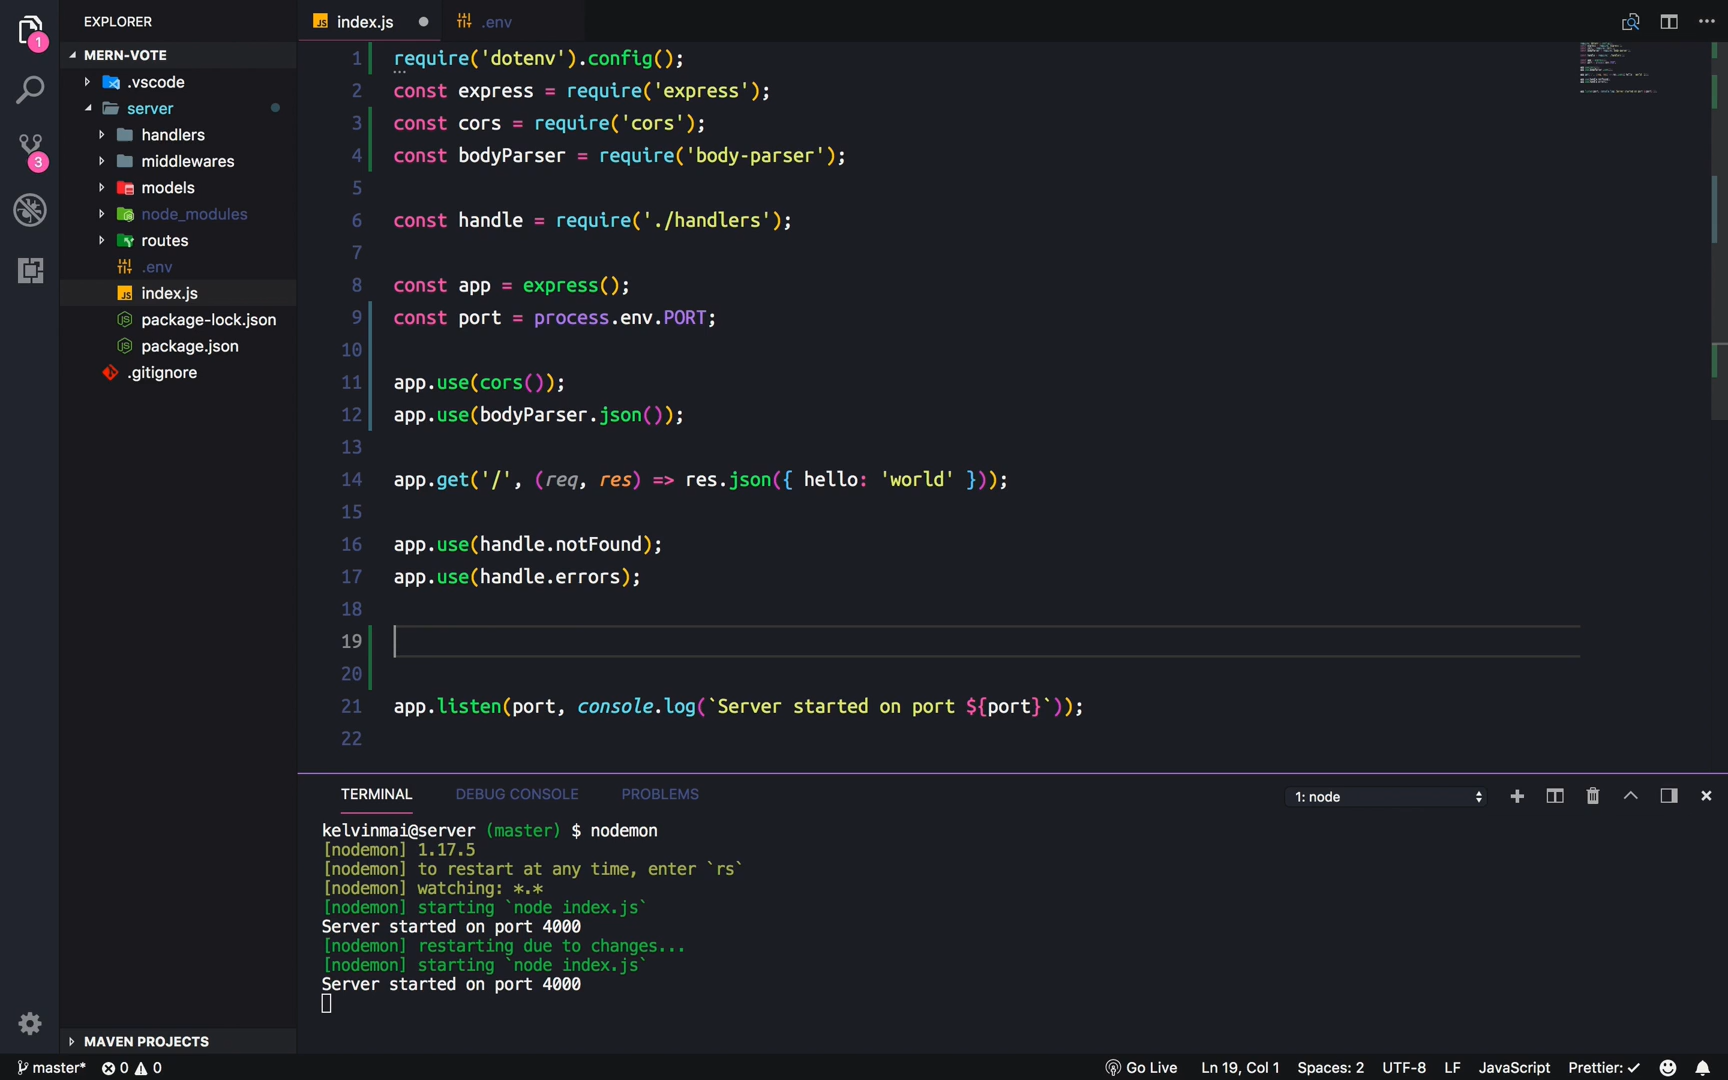 EXPLORER
MERN-VOTE
.vscode
server
handlers
middlewares
models
node_modules
routes
.env
index.js
package-lock.json
package.json
.gitignore
MAVEN PROJECTS
1
3
index.js
.env
1 require('dotenv').config();
2 const express = require('express');
3 const cors = require('cors');
4 const bodyParser = require('body-parser');
5
6 const handle = require('./handlers');
7
8 const app = express();
9 const port = process.env.PORT;
10
11 app.use(cors());
12 app.use(bodyParser.json());
13
14 app.get('/', (req, res) => res.json({ hello: 'world' }));
15
16 app.use(handle.notFound);
17 app.use(handle.errors);
18
19
20
21 app.listen(port, console.log(`Server started on port ${port}`));
22
TERMINAL DEBUG CONSOLE PROBLEMS 1: node
kelvinmai@server (master) $ nodemon
[nodemon] 1.17.5
[nodemon] to restart at any time, enter `rs`
[nodemon] watching: *.*
[nodemon] starting `node index.js`
Server started on port 4000
[nodemon] restarting due to changes...
[nodemon] starting `node index.js`
Server started on port 4000
master* 0 0 Go Live Ln 19, Col 1 Spaces: 2 UTF-8 LF JavaScript Prettier: ✓